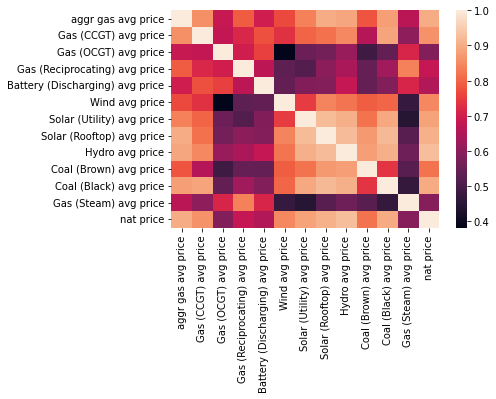 aggr gas avg price
Gas (CCGT) avg price
Gas (OCGT) avg price
Gas (Reciprocating) avg price
Battery (Discharging) avg price
Wind avg price
Solar (Utility) avg price
Solar (Rooftop) avg price
Hydro avg price
Coal (Brown) avg price
Coal (Black) avg price
Gas (Steam) avg price
nat price
aggr gas avg price
Gas (CCGT) avg price
Gas (OCGT) avg price
Gas (Reciprocating) avg price
Battery (Discharging) avg price
Wind avg price
Solar (Utility) avg price
Solar (Rooftop) avg price
Hydro avg price
Coal (Brown) avg price
Coal (Black) avg price
Gas (Steam) avg price
nat price
1.0
0.9
0.8
0.7
0.6
0.5
0.4